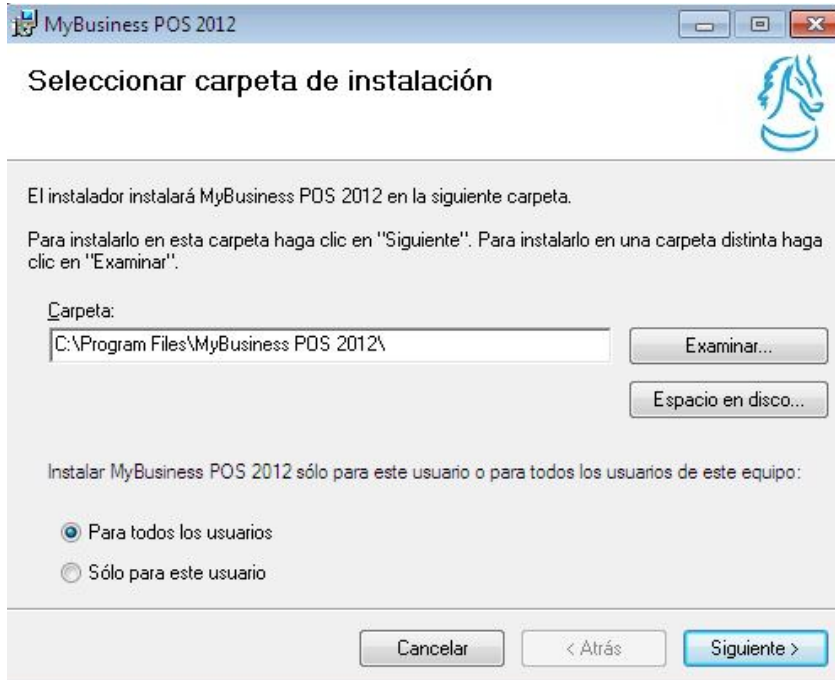 MyBusiness POS 2012
Seleccionar carpeta de instalación
El instalador instalará MyBusiness POS 2012 en la siguiente carpeta.
Para instalarlo en esta carpeta haga clic en "Siguiente". Para instalarlo en una carpeta distinta haga
clic en "Examinar".
Carpeta:
C:\Program Files\MyBusiness POS 2012\
Examinar...
Espacio en disco...
Instalar MyBusiness POS 2012 sólo para este usuario o para todos los usuarios de este equipo:
Para todos los usuarios
Sólo para este usuario
Cancelar < Atrás Siguiente >